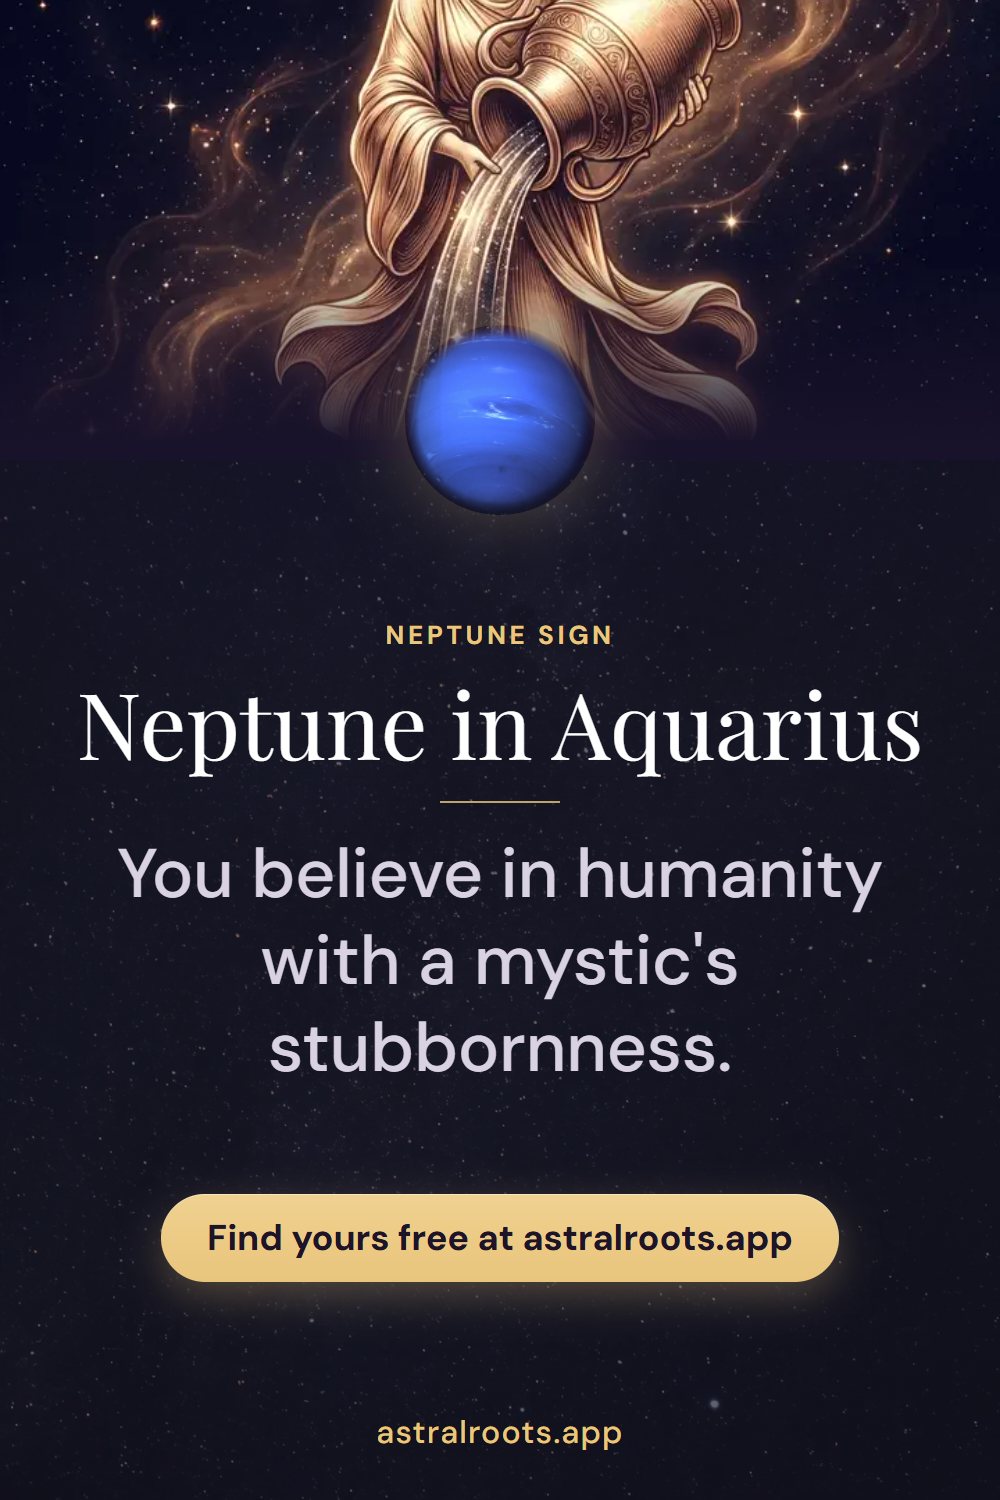 NEPTUNE SIGN
Neptune in Aquarius
You believe in humanity
with a mystic's
stubbornness.
Find yours free at astralroots.app
astralroots.app